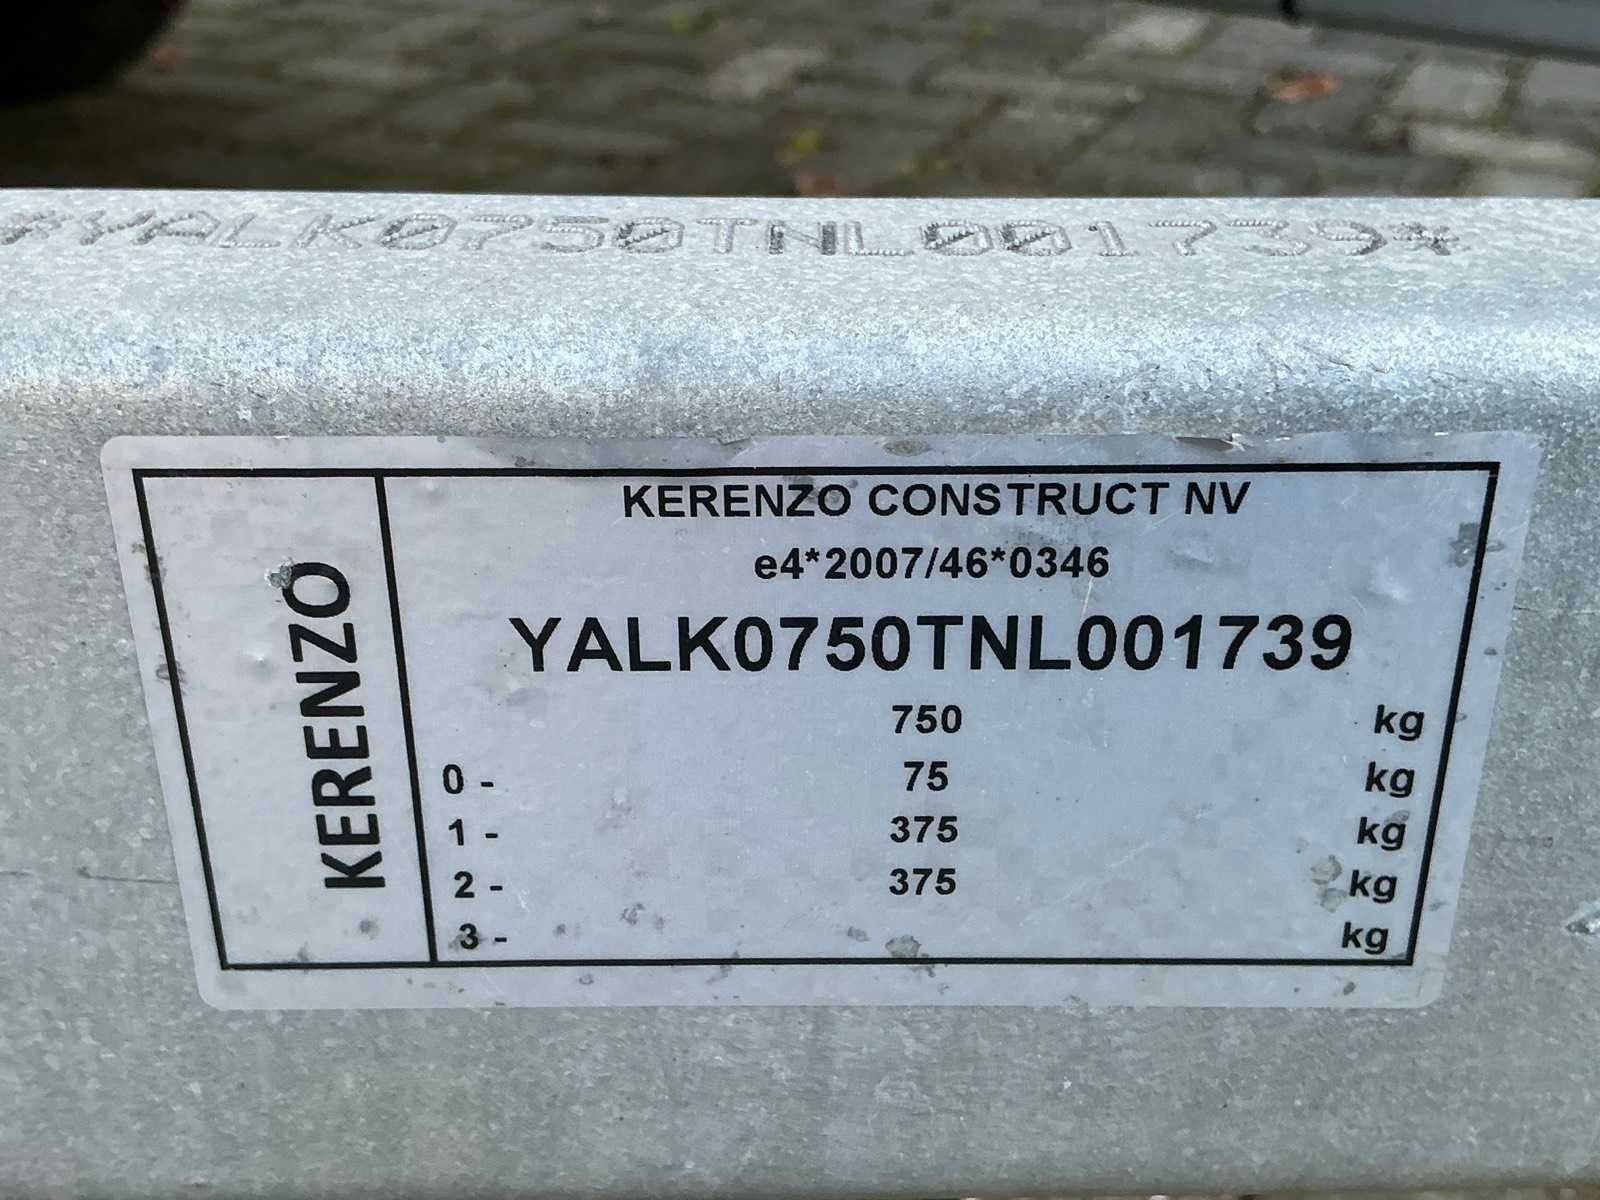 *YALK0750TNL001739*
KERENZO
KERENZO CONSTRUCT NV
e4*2007/46*0346
YALK0750TNL001739
750 kg
0 - 75 kg
1 - 375 kg
2 - 375 kg
3 - kg